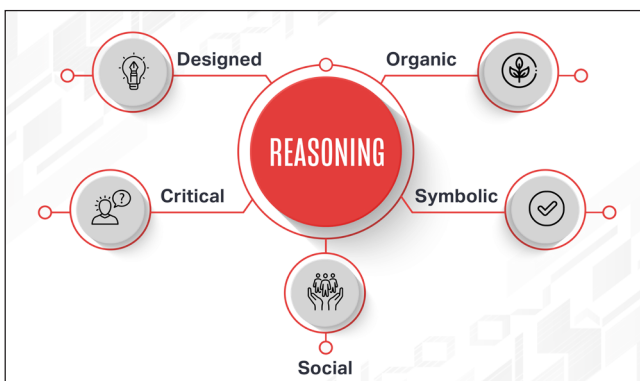 Designed
Organic
REASONING
Critical
?
Symbolic
Social